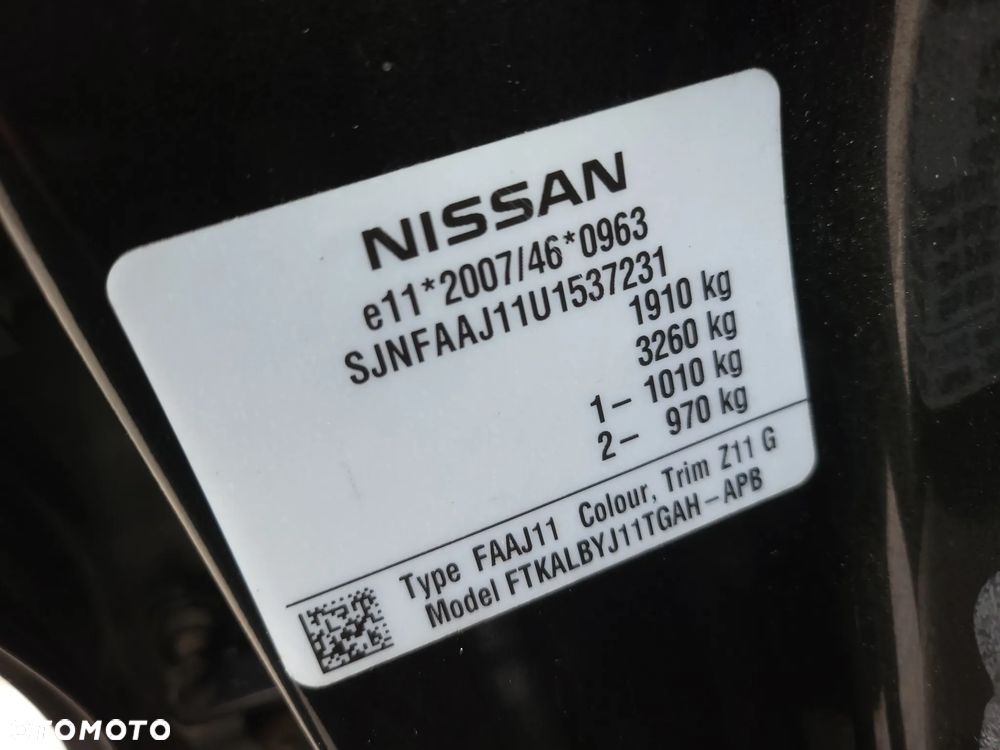 NISSAN
e11*2007/46*0963
SJNFAAJ11U1537231
1910 kg
3260 kg
1– 1010 kg
2– 970 kg
Type FAAJ11 Colour, Trim Z11 G
Model FTKALBYJ11TGAH–APB
OTOMOTO